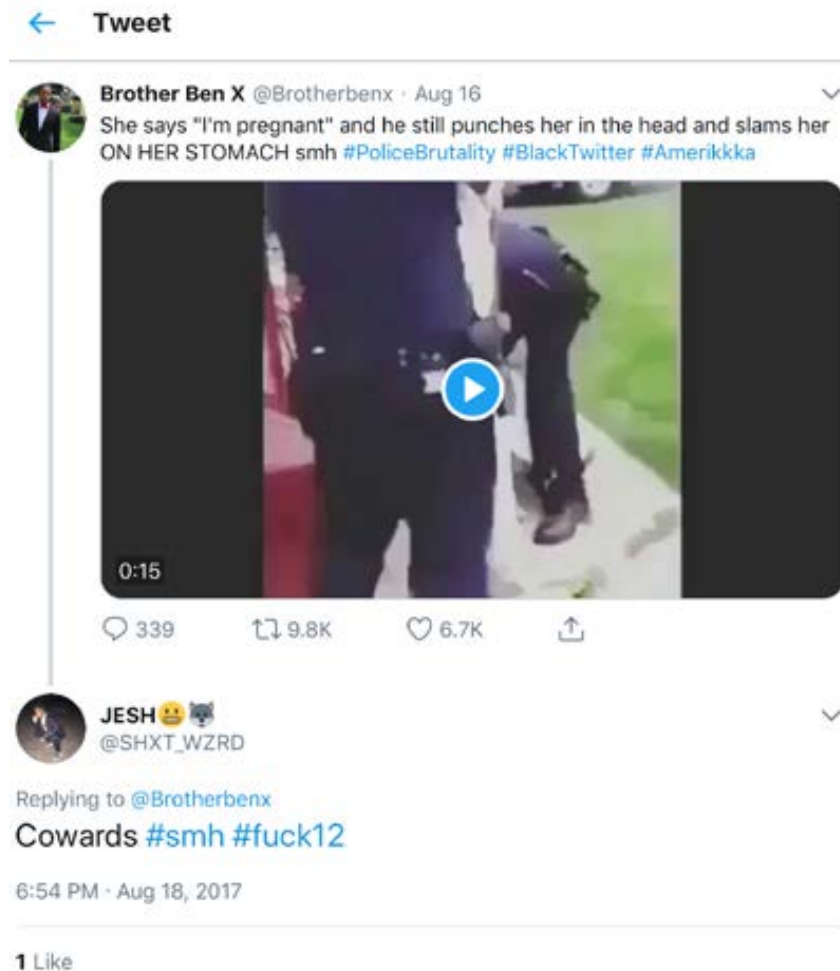 Tweet
Brother Ben X @Brotherbenx · Aug 16
She says "I'm pregnant" and he still punches her in the head and slams her
ON HER STOMACH smh #PoliceBrutality #BlackTwitter #Amerikkka
0:15
339 9.8K 6.7K
JESH😬🐺
@SHXT_WZRD
Replying to @Brotherbenx
Cowards #smh #fuck12
6:54 PM · Aug 18, 2017
1 Like